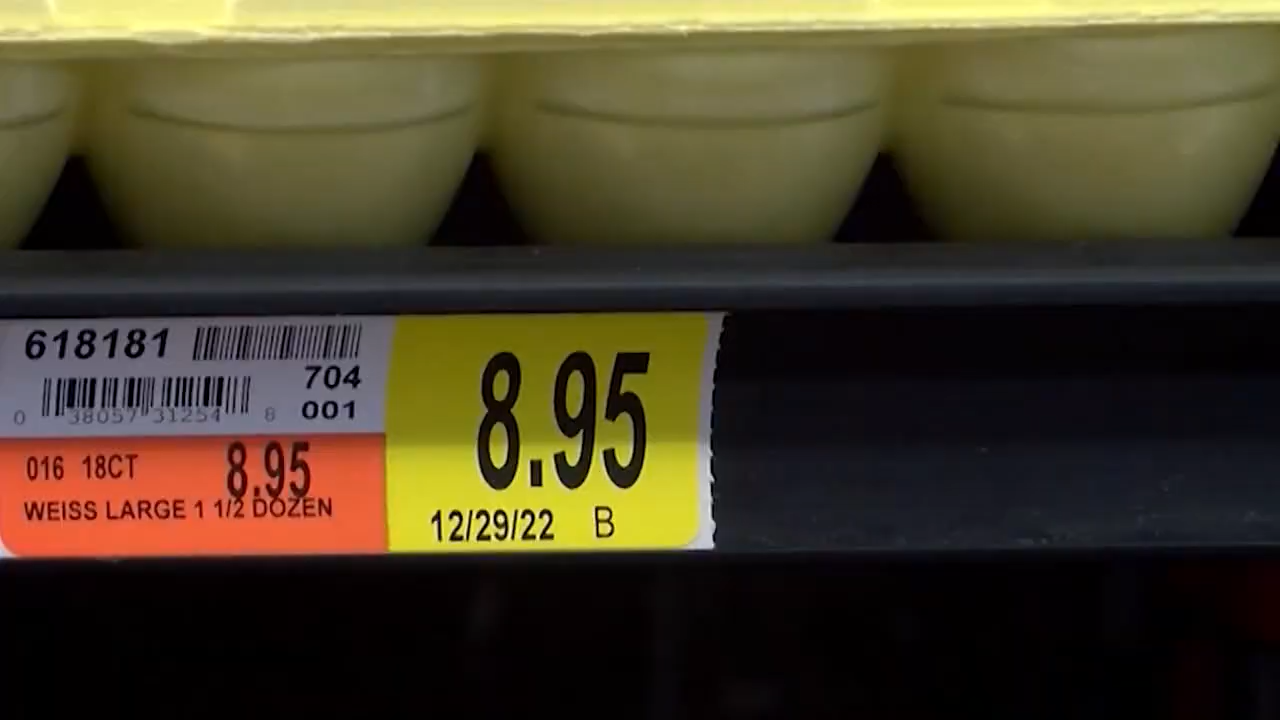 618181
704
0 38057 31254 8 001
016 18CT 8.95
WEISS LARGE 1 1/2 DOZEN
8.95
12/29/22 B